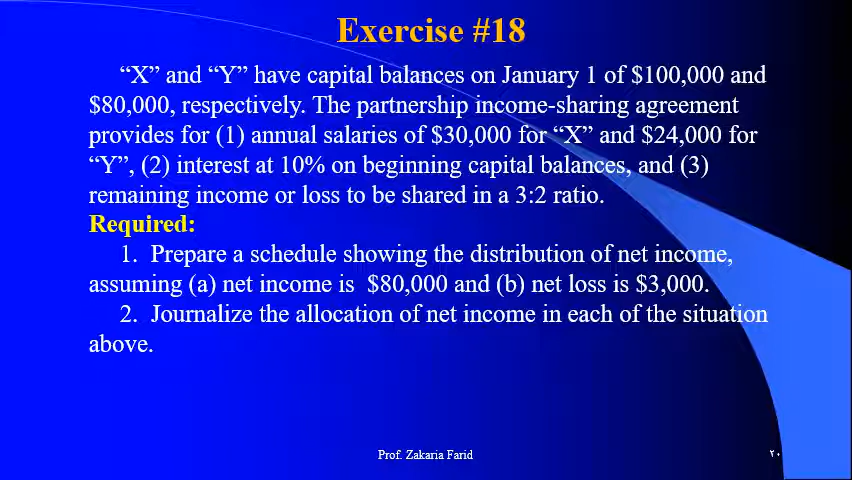 Exercise #18
“X” and “Y” have capital balances on January 1 of $100,000 and
$80,000, respectively. The partnership income-sharing agreement
provides for (1) annual salaries of $30,000 for “X” and $24,000 for
“Y”, (2) interest at 10% on beginning capital balances, and (3)
remaining income or loss to be shared in a 3:2 ratio.
Required:
1. Prepare a schedule showing the distribution of net income,
assuming (a) net income is $80,000 and (b) net loss is $3,000.
2. Journalize the allocation of net income in each of the situation
above.
Prof. Zakaria Farid
٢٠